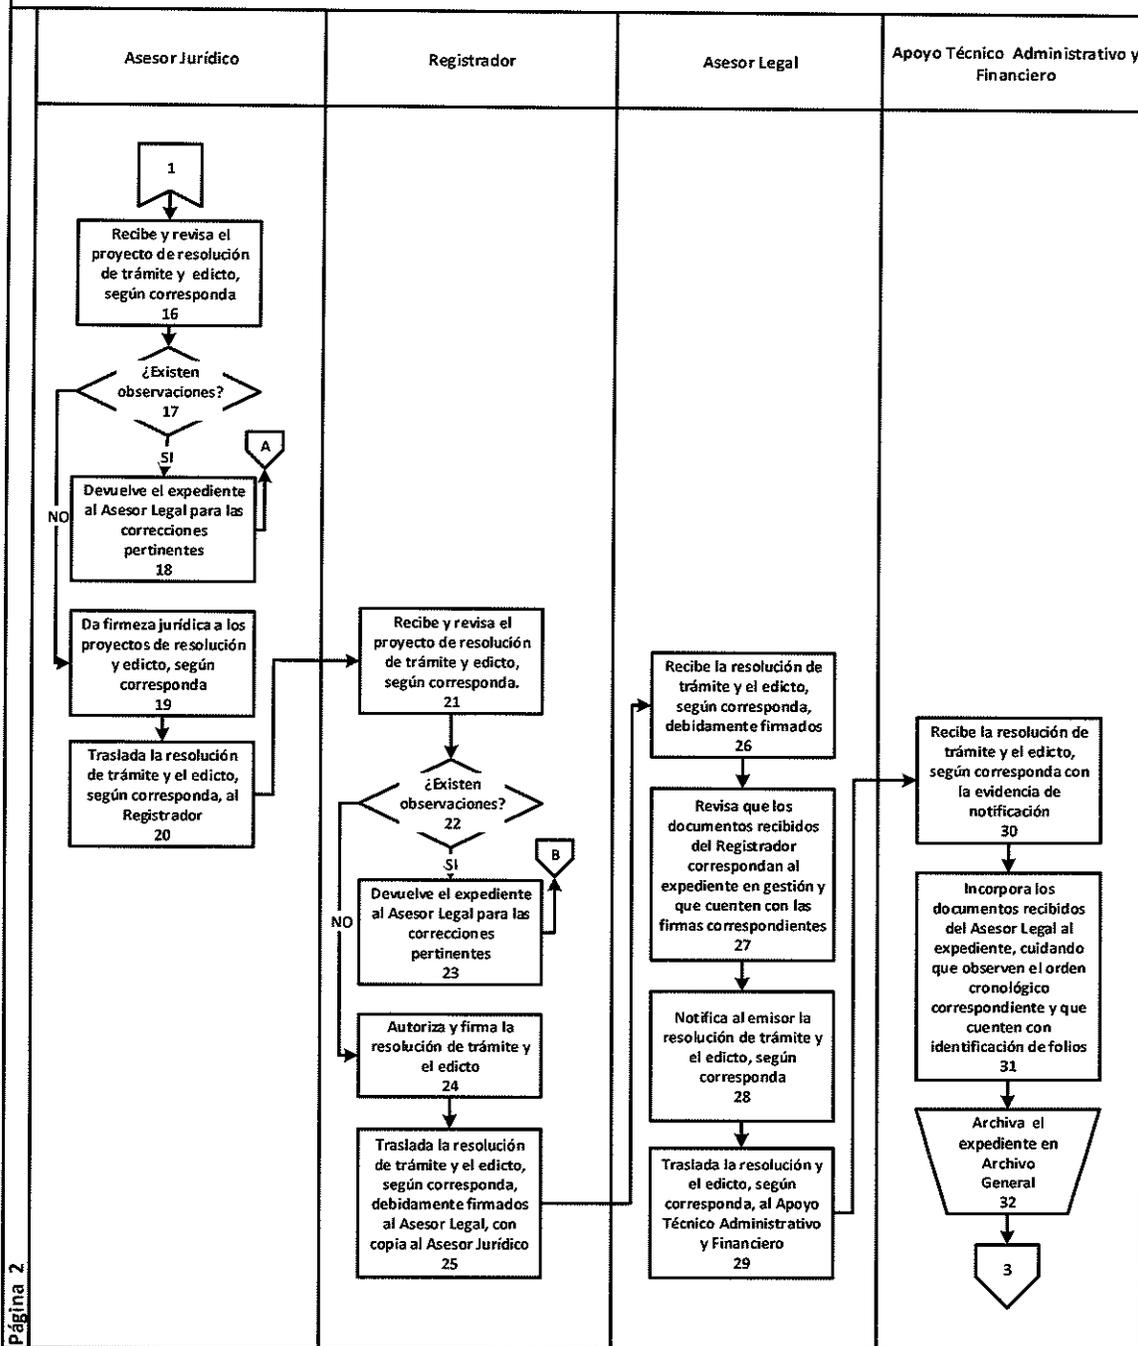 Asesor Jurídico
Registrador
Asesor Legal
Apoyo Técnico Administrativo y
Financiero
1
Recibe y revisa el
proyecto de resolución
de trámite y edicto,
según corresponda
16
¿Existen
observaciones?
17
SI
A
NO
Devuelve el expediente
al Asesor Legal para las
correcciones
pertinentes
18
Da firmeza jurídica a los
proyectos de resolución
y edicto, según
corresponda
19
Traslada la resolución
de trámite y el edicto,
según corresponda, al
Registrador
20
Recibe y revisa el
proyecto de resolución
de trámite y edicto,
según corresponda.
21
¿Existen
observaciones?
22
SI
B
NO
Devuelve el expediente
al Asesor Legal para las
correcciones
pertinentes
23
Autoriza y firma la
resolución de trámite y
el edicto
24
Traslada la resolución
de trámite y el edicto,
según corresponda,
debidamente firmados
al Asesor Legal, con
copia al Asesor Jurídico
25
Recibe la resolución de
trámite y el edicto,
según corresponda,
debidamente firmados
26
Revisa que los
documentos recibidos
del Registrador
correspondan al
expediente en gestión y
que cuenten con las
firmas correspondientes
27
Notifica al emisor la
resolución de trámite y
el edicto, según
corresponda
28
Traslada la resolución y
el edicto, según
corresponda, al Apoyo
Técnico Administrativo
y Financiero
29
Recibe la resolución de
trámite y el edicto,
según corresponda con
la evidencia de
notificación
30
Incorpora los
documentos recibidos
del Asesor Legal al
expediente, cuidando
que observen el orden
cronológico
correspondiente y que
cuenten con
identificación de folios
31
Archiva el
expediente en
Archivo
General
32
3
Página 2